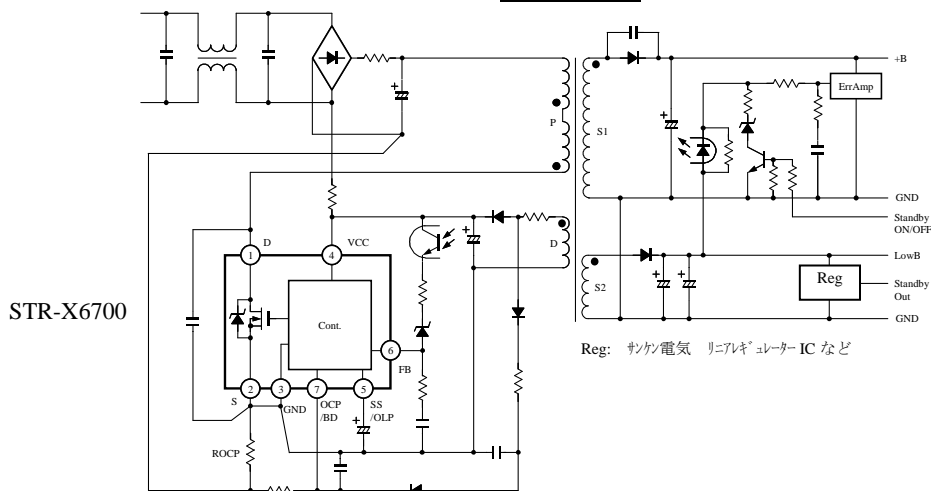 +B
ErrAmp
P
S1
GND
Standby
ON/OFF
D
VCC
D
LowB
1
4
S2
Reg
Standby
Out
STR-X6700
Cont.
GND
6
FB
Reg: サンケン電気 リニアレギュレーター IC など
2
3
7
5
S
GND
OCP
/BD
SS
/OLP
ROCP